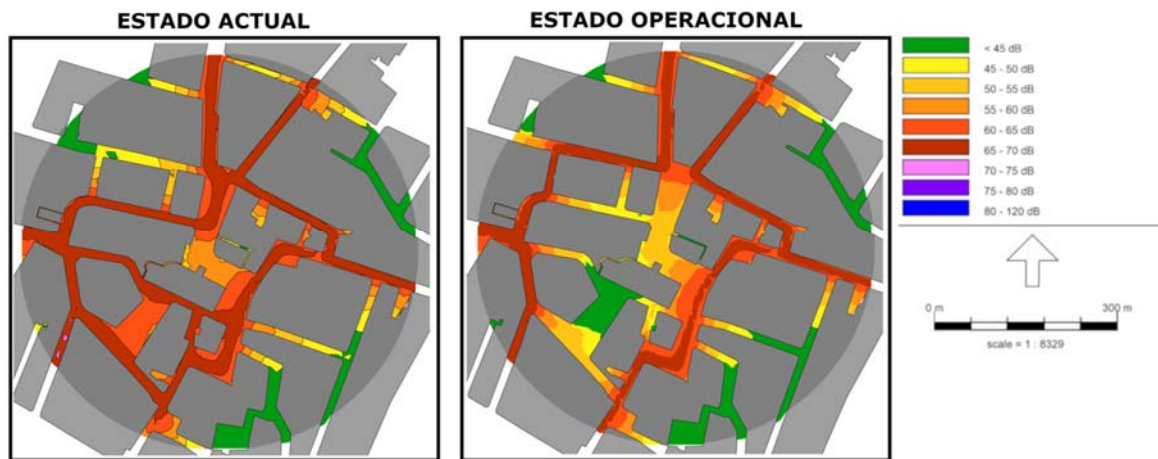 ESTADO ACTUAL
ESTADO OPERACIONAL
< 45 dB
45 - 50 dB
50 - 55 dB
55 - 60 dB
60 - 65 dB
65 - 70 dB
70 - 75 dB
75 - 80 dB
80 - 120 dB
0 m
300 m
scale = 1 : 8329